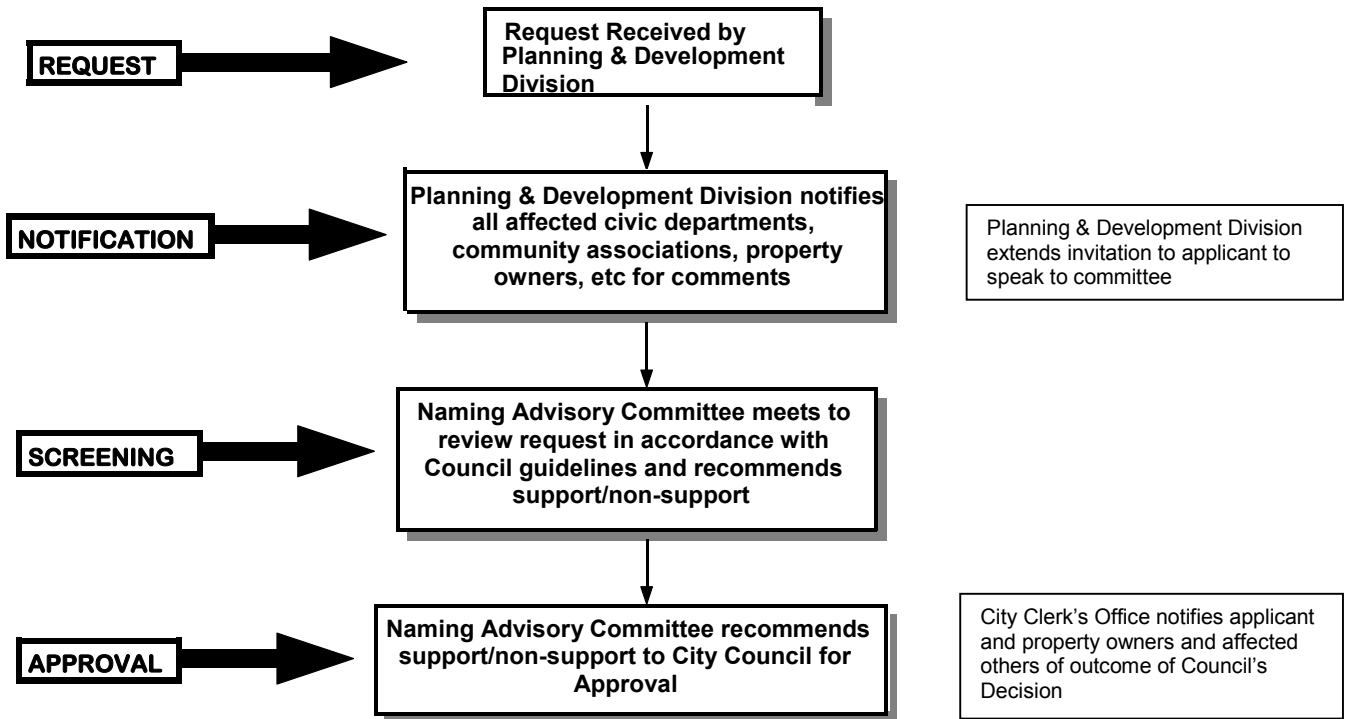 REQUEST
Request Received by
Planning & Development
Division
NOTIFICATION
Planning & Development Division notifies
all affected civic departments,
community associations, property
owners, etc for comments
Planning & Development Division
extends invitation to applicant to
speak to committee
SCREENING
Naming Advisory Committee meets to
review request in accordance with
Council guidelines and recommends
support/non-support
APPROVAL
Naming Advisory Committee recommends
support/non-support to City Council for
Approval
City Clerk’s Office notifies applicant
and property owners and affected
others of outcome of Council’s
Decision